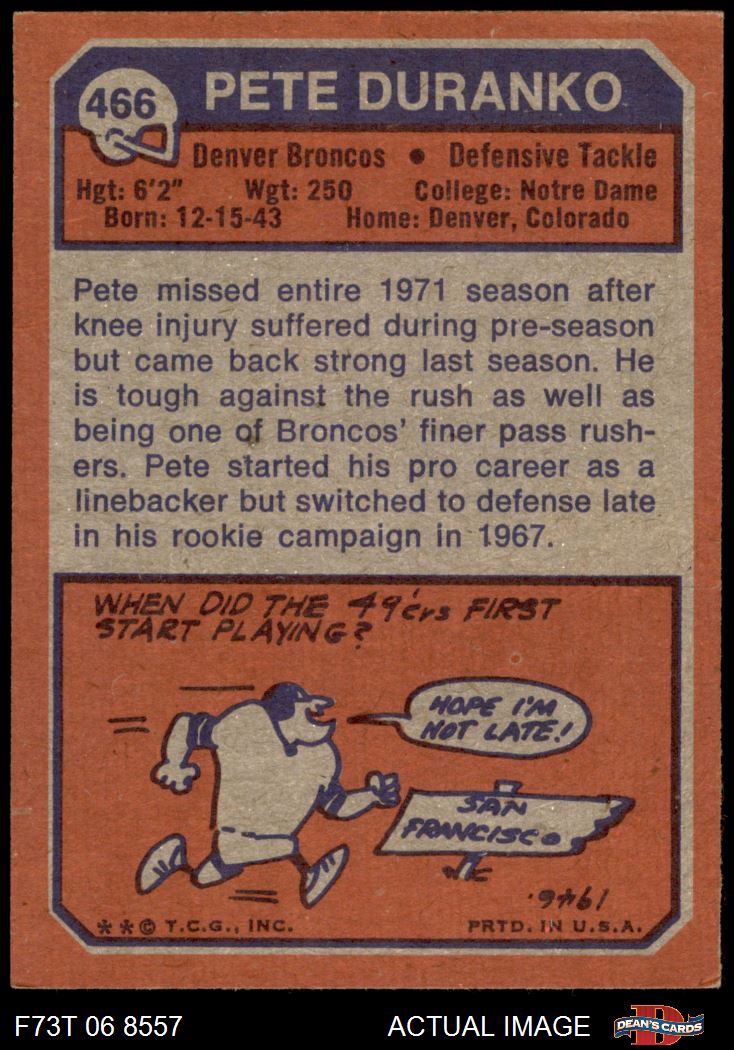 466
PETE DURANKO
Denver Broncos • Defensive Tackle
Hgt: 6'2" Wgt: 250 College: Notre Dame
Born: 12-15-43 Home: Denver, Colorado
Pete missed entire 1971 season after
knee injury suffered during pre-season
but came back strong last season. He
is tough against the rush as well as
being one of Broncos' finer pass rush-
ers. Pete started his pro career as a
linebacker but switched to defense late
in his rookie campaign in 1967.
WHEN DID THE 49'ers FIRST
START PLAYING?
HOPE I'M
NOT LATE!
SAN
FRANCISCO
1946.
**© T.C.G., INC. PRTD. IN U.S.A.
F73T 06 8557 ACTUAL IMAGE
D
DEAN'S CARDS